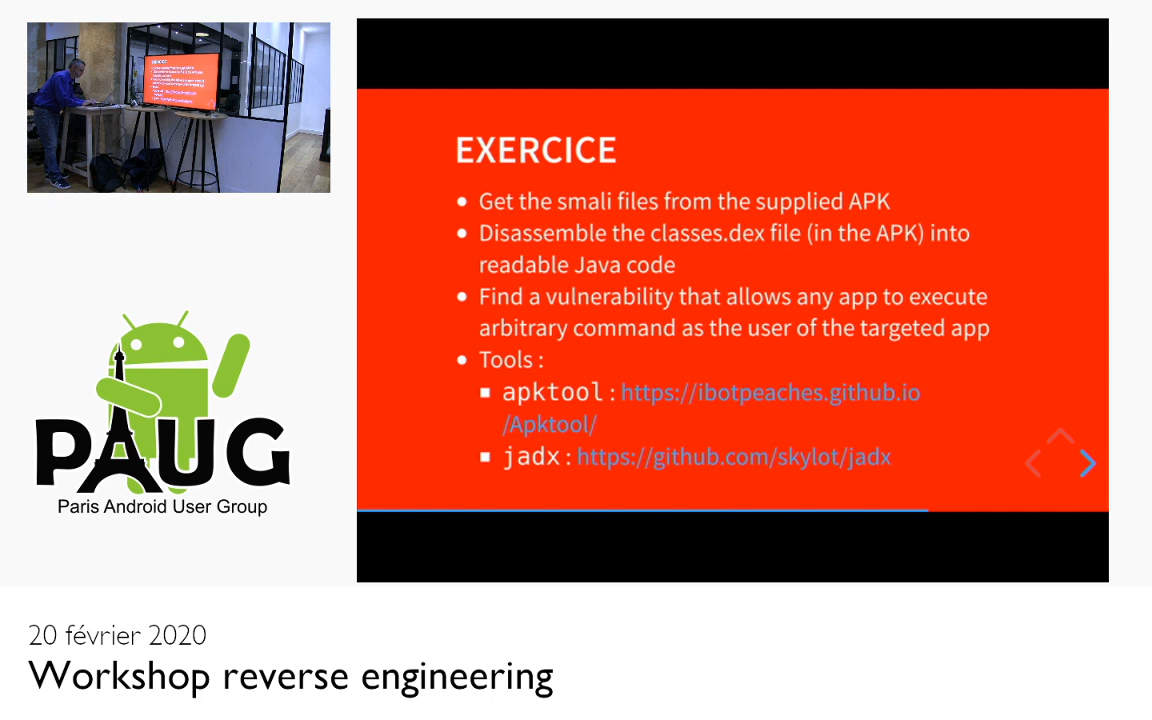 EXERCICE
• Get the smali files from the supplied APK
• Disassemble the classes.dex file (in the APK) into
readable Java code
• Find a vulnerability that allows any app to execute
arbitrary command as the user of the targeted app
• Tools :
▪ apktool : https://ibotpeaches.github.io
/Apktool/
▪ jadx : https://github.com/skylot/jadx
PAUG
Paris Android User Group
20 février 2020
Workshop reverse engineering